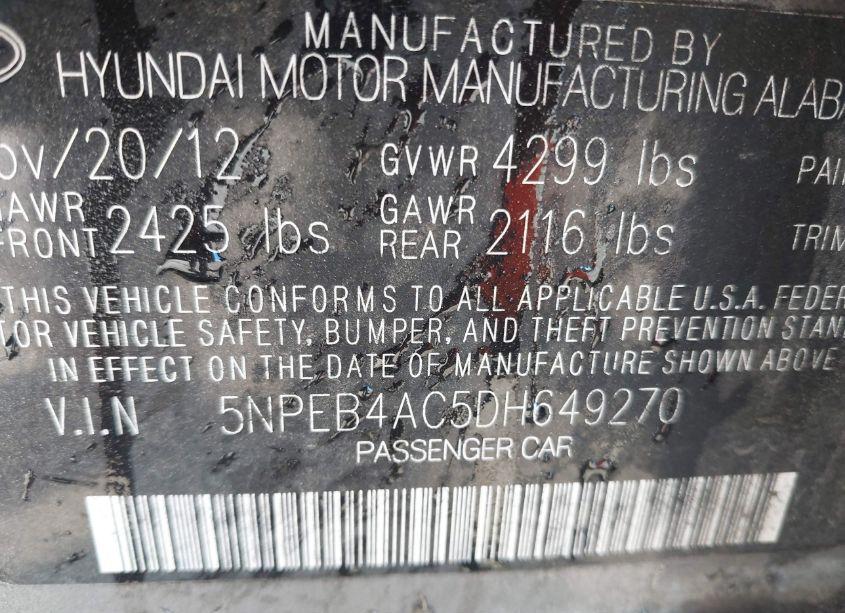 MANUFACTURED BY
HYUNDAI MOTOR MANUFACTURING ALABA
ov/20/12 GVWR 4299 lbs PAI
GAWR FRONT 2425 lbs GAWR REAR 2116 lbs TRIM
THIS VEHICLE CONFORMS TO ALL APPLICABLE U.S.A. FEDER
TOR VEHICLE SAFETY, BUMPER, AND THEFT PREVENTION STAN
IN EFFECT ON THE DATE OF MANUFACTURE SHOWN ABOVE
V.I.N 5NPEB4AC5DH649270
PASSENGER CAR